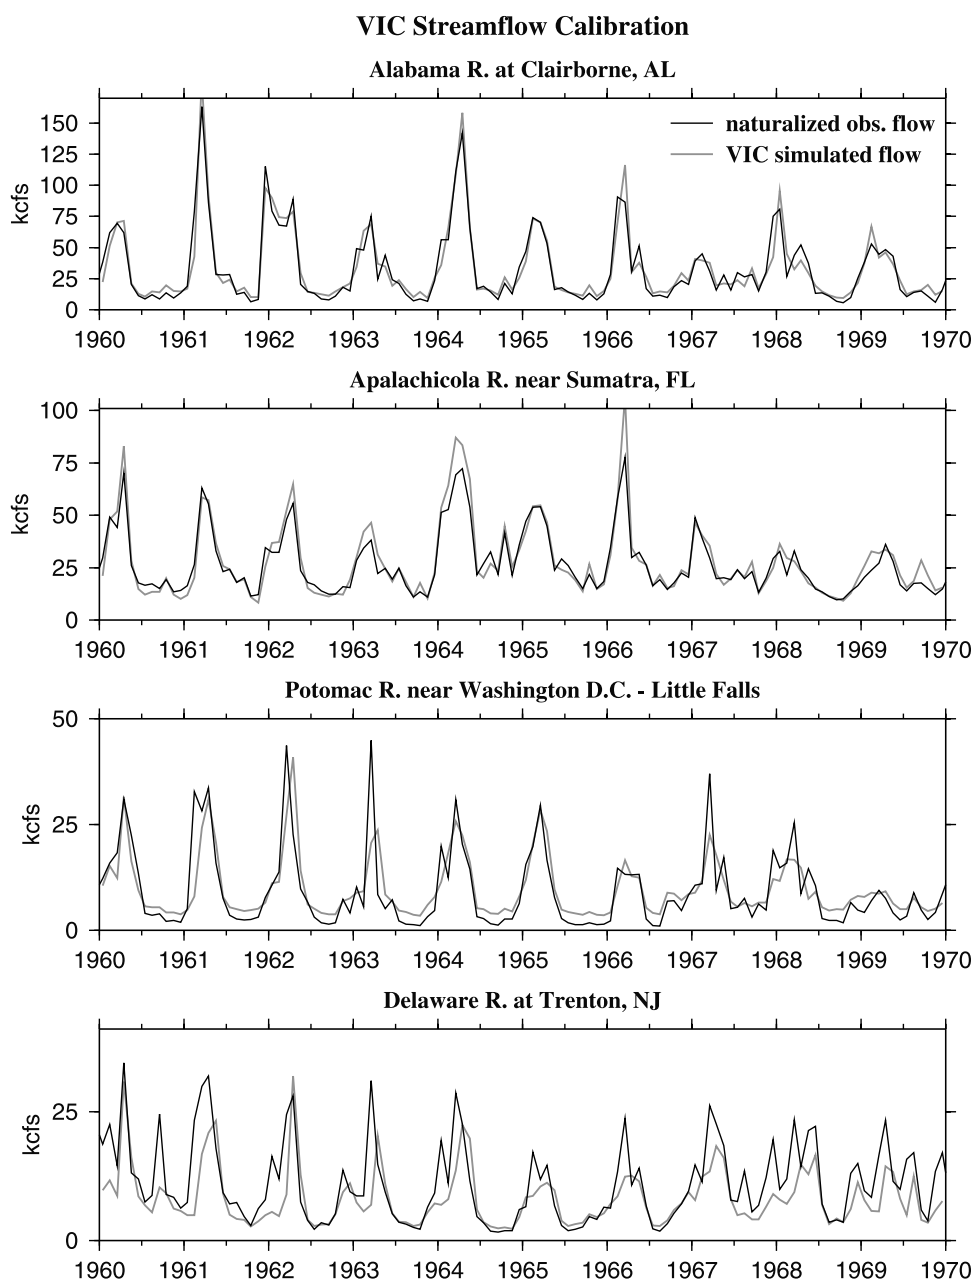 VIC Streamflow Calibration
Alabama R. at Clairborne, AL
naturalized obs. flow
VIC simulated flow
kcfs
150
125
100
75
50
25
0
1960 1961 1962 1963 1964 1965 1966 1967 1968 1969 1970
Apalachicola R. near Sumatra, FL
kcfs
100
75
50
25
0
1960 1961 1962 1963 1964 1965 1966 1967 1968 1969 1970
Potomac R. near Washington D.C. - Little Falls
kcfs
50
25
0
1960 1961 1962 1963 1964 1965 1966 1967 1968 1969 1970
Delaware R. at Trenton, NJ
kcfs
25
0
1960 1961 1962 1963 1964 1965 1966 1967 1968 1969 1970